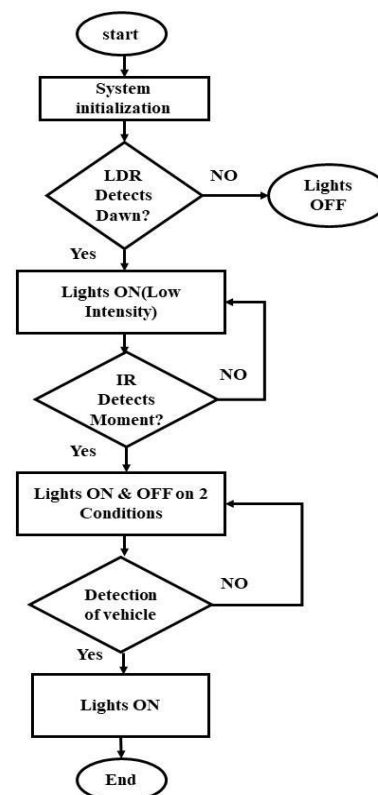 start
System
initialization
LDR
Detects
Dawn?
NO
Lights
OFF
Yes
Lights ON(Low
Intensity)
IR
Detects
Moment?
NO
Yes
Lights ON & OFF on 2
Conditions
Detection
of vehicle
NO
Yes
Lights ON
End